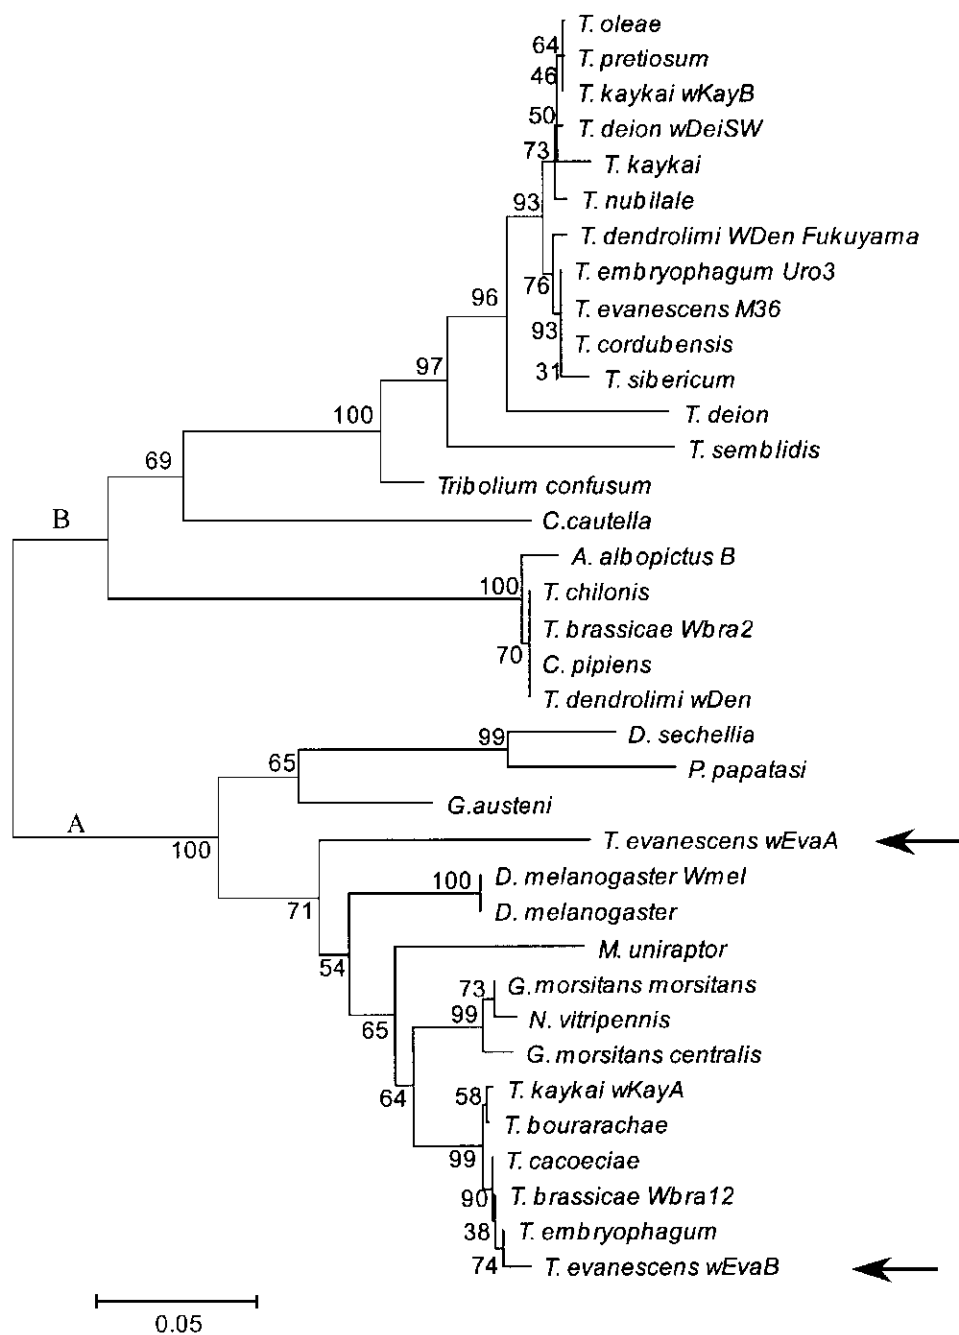 T. oleae
64
T. pretiosum
46
T. kaykai wKayB
50
T. deion wDeiSW
73
T. kaykai
93
T. nubilale
T. dendrolimi WDen Fukuyama
76
T. embryophagum Uro3
96
T. evanescens M36
93
T. cordubensis
31
T. sibericum
97
T. deion
100
T. semblidis
69
Tribolium confusum
B
C.cautella
A. albopictus B
100
T. chilonis
T. brassicae Wbra2
70
C. pipiens
T. dendrolimi wDen
99
D. sechellia
65
P. papatasi
G.austeni
A
100
T. evanescens wEvaA
71
100
D. melanogaster Wmel
D. melanogaster
54
M. uniraptor
65
73
G.morsitans morsitans
99
N. vitripennis
G. morsitans centralis
64
58
T. kaykai wKayA
T. bourarachae
99
T. cacoeciae
90
T. brassicae Wbra12
38
T. embryophagum
74
T. evanescens wEvaB
0.05